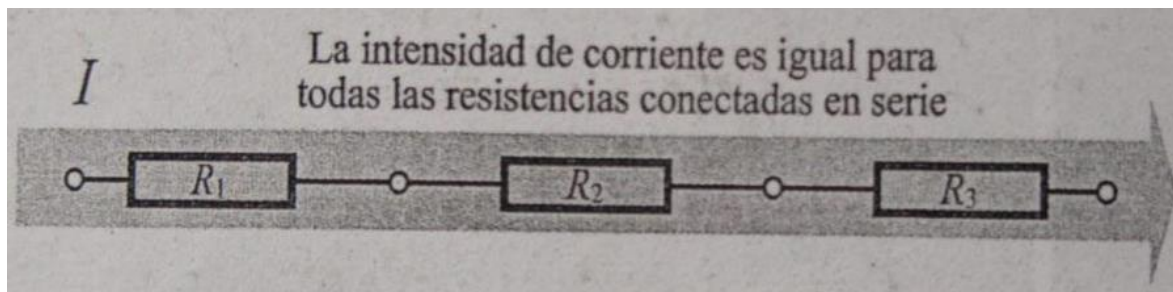 La intensidad de corriente es igual para
I
todas las resistencias conectadas en serie
R₁ R₂ R₃